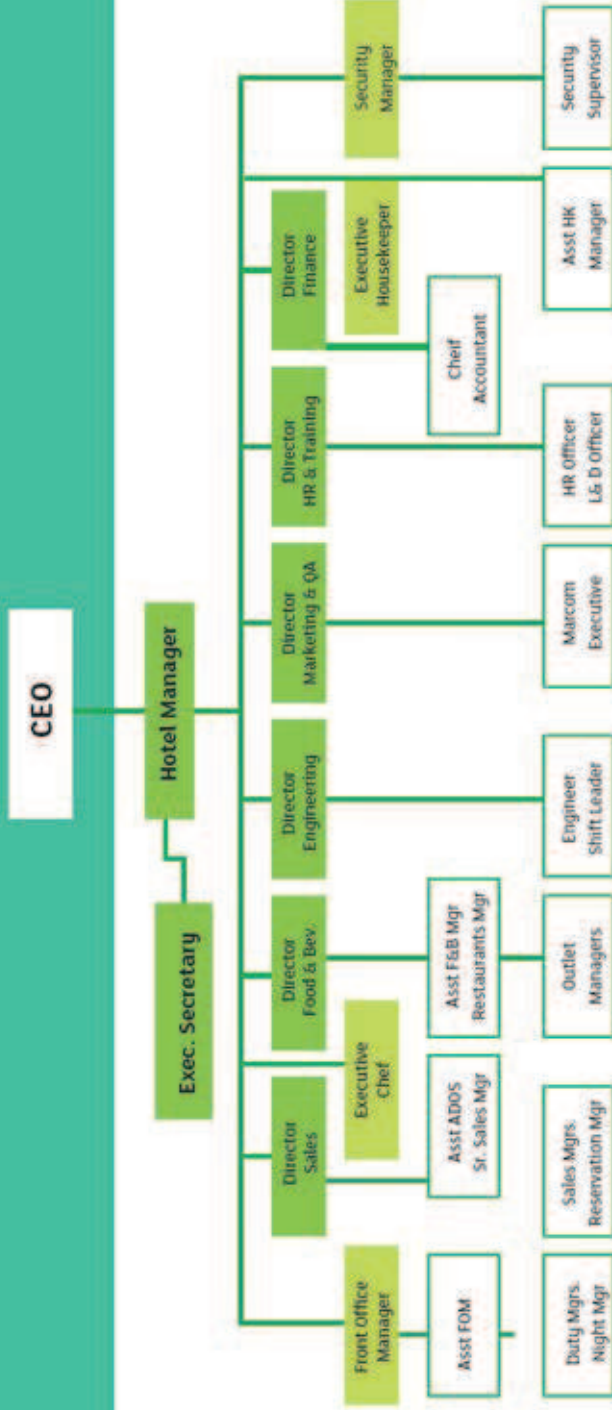 CEO
Hotel Manager
Exec. Secretary
Director
Sales
Director
Food & Bev.
Director
Engineering
Director
Marketing & QA
Director
HR & Training
Director
Finance
Front Office
Manager
Executive
Chef
Executive
Housekeeper
Security
Manager
Asst FOM
Asst ADOS
Sr. Sales Mgr
Asst F&B Mgr
Restaurants Mgr
Cheif
Accountant
Duty Mgrs.
Night Mgr
Sales Mgrs.
Reservation Mgr
Outlet
Managers
Engineer
Shift Leader
Marcom
Executive
HR Officer
L& D Officer
Asst HK
Manager
Security
Supervisor